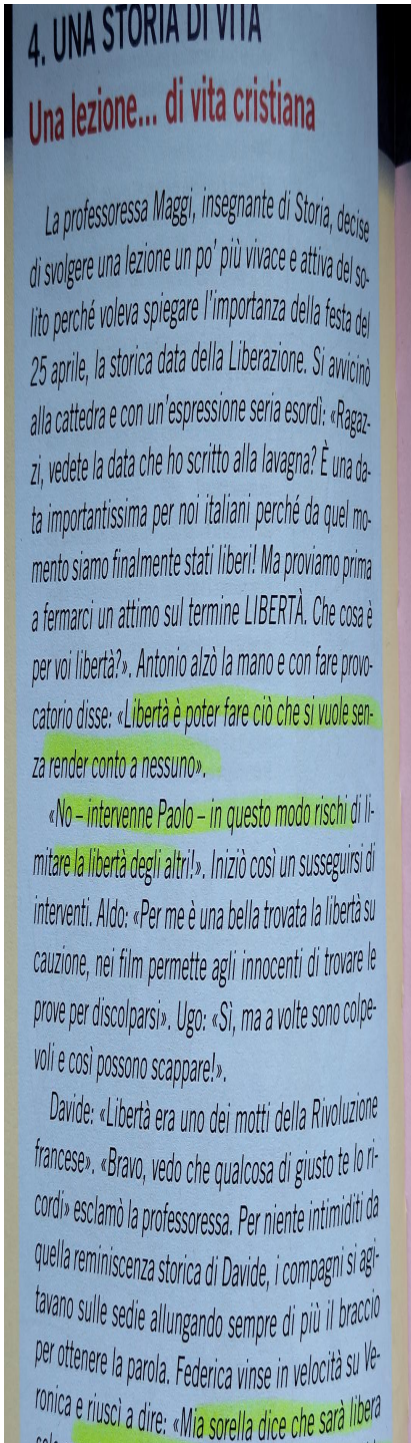 4. UNA STORIA DI VITA
Una lezione... di vita cristiana
La professoressa Maggi, insegnante di Storia, decise
di svolgere una lezione un po' più vivace e attiva del so-
lito perché voleva spiegare l'importanza della festa del
25 aprile, la storica data della Liberazione. Si avvicinò
alla cattedra e con un'espressione seria esordì: «Ragaz-
zi, vedete la data che ho scritto alla lavagna? È una da-
ta importantissima per noi italiani perché da quel mo-
mento siamo finalmente stati liberi! Ma proviamo prima
a fermarci un attimo sul termine LIBERTÀ. Che cosa è
per voi libertà?». Antonio alzò la mano e con fare provo-
catorio disse: «Libertà è poter fare ciò che si vuole sen-
za render conto a nessuno».
«No – intervenne Paolo – in questo modo rischi di li-
mitare la libertà degli altri!». Iniziò così un susseguirsi di
interventi. Aldo: «Per me è una bella trovata la libertà su
cauzione, nei film permette agli innocenti di trovare le
prove per discolparsi». Ugo: «Sì, ma a volte sono colpe-
voli e così possono scappare!».
Davide: «Libertà era uno dei motti della Rivoluzione
francese». «Bravo, vedo che qualcosa di giusto te lo ri-
cordi» esclamò la professoressa. Per niente intimiditi da
quella reminiscenza storica di Davide, i compagni si agi-
tavano sulle sedie allungando sempre di più il braccio
per ottenere la parola. Federica vinse in velocità su Ve-
ronica e riuscì a dire: «Mia sorella dice che sarà libera